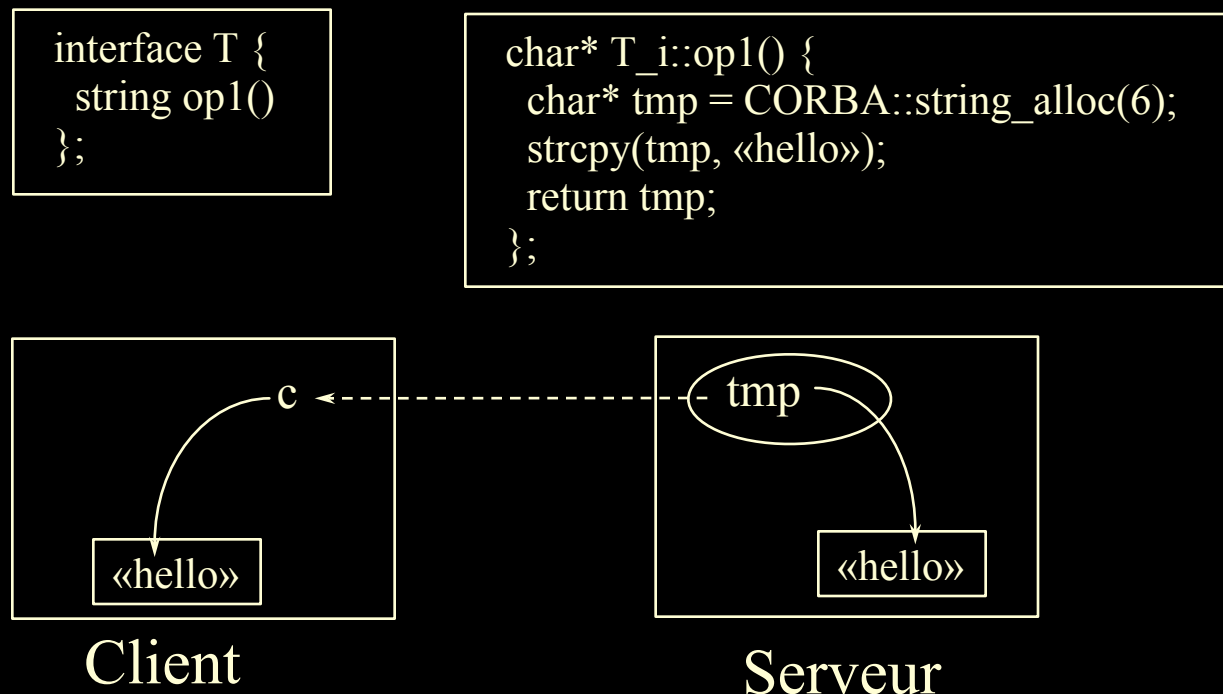 interface T {
string op1()
};
char* T_i::op1() {
char* tmp = CORBA::string_alloc(6);
strcpy(tmp, «hello»);
return tmp;
};
c
tmp
«hello»
«hello»
Client
Serveur